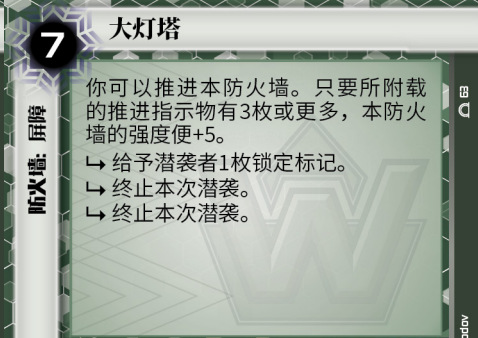 大灯塔
7
防火墙：屏障
你可以推进本防火墙。只要所附载
的推进指示物有3枚或更多，本防火
墙的强度便+5。
↳ 给予潜袭者1枚锁定标记。
↳ 终止本次潜袭。
↳ 终止本次潜袭。
63